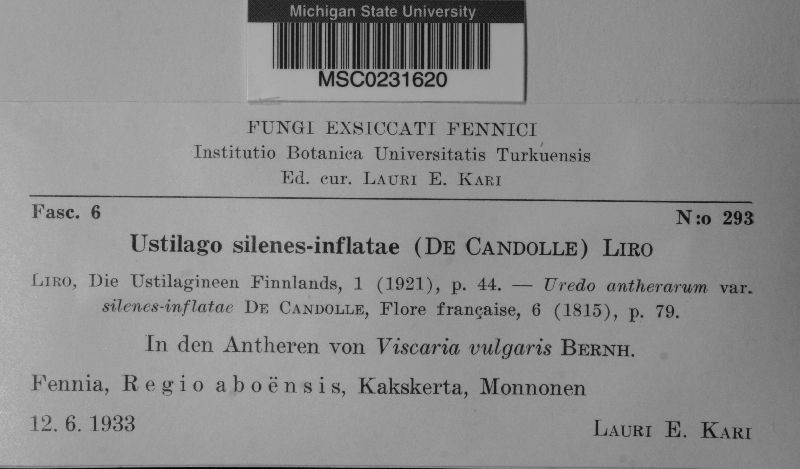 Michigan State University
MSC0231620
FUNGI EXSICCATI FENNICI
Institutio Botanica Universitatis Turkuensis
Ed. cur. LAURI E. KARI
Fasc. 6 N:o 293
Ustilago silenes-inflatae (DE CANDOLLE) LIRO
LIRO, Die Ustilagineen Finnlands, 1 (1921), p. 44. — Uredo antherarum var.
silenes-inflatae DE CANDOLLE, Flore française, 6 (1815), p. 79.
In den Antheren von Viscaria vulgaris BERNH.
Fennia, Regio aboënsis, Kakskerta, Monnonen
12. 6. 1933 LAURI E. KARI